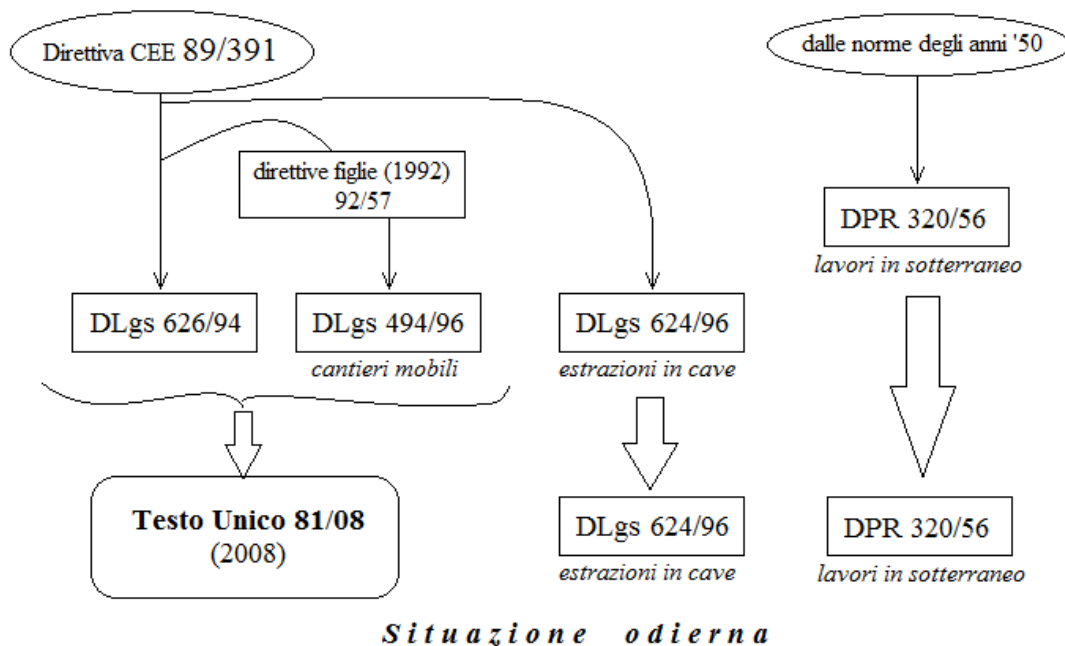 Direttiva CEE 89/391
dalle norme degli anni '50
direttive figlie (1992)
92/57
DPR 320/56
lavori in sotterraneo
DLgs 626/94
DLgs 494/96
cantieri mobili
DLgs 624/96
estrazioni in cave
Testo Unico 81/08
(2008)
DLgs 624/96
estrazioni in cave
DPR 320/56
lavori in sotterraneo
Situazione odierna